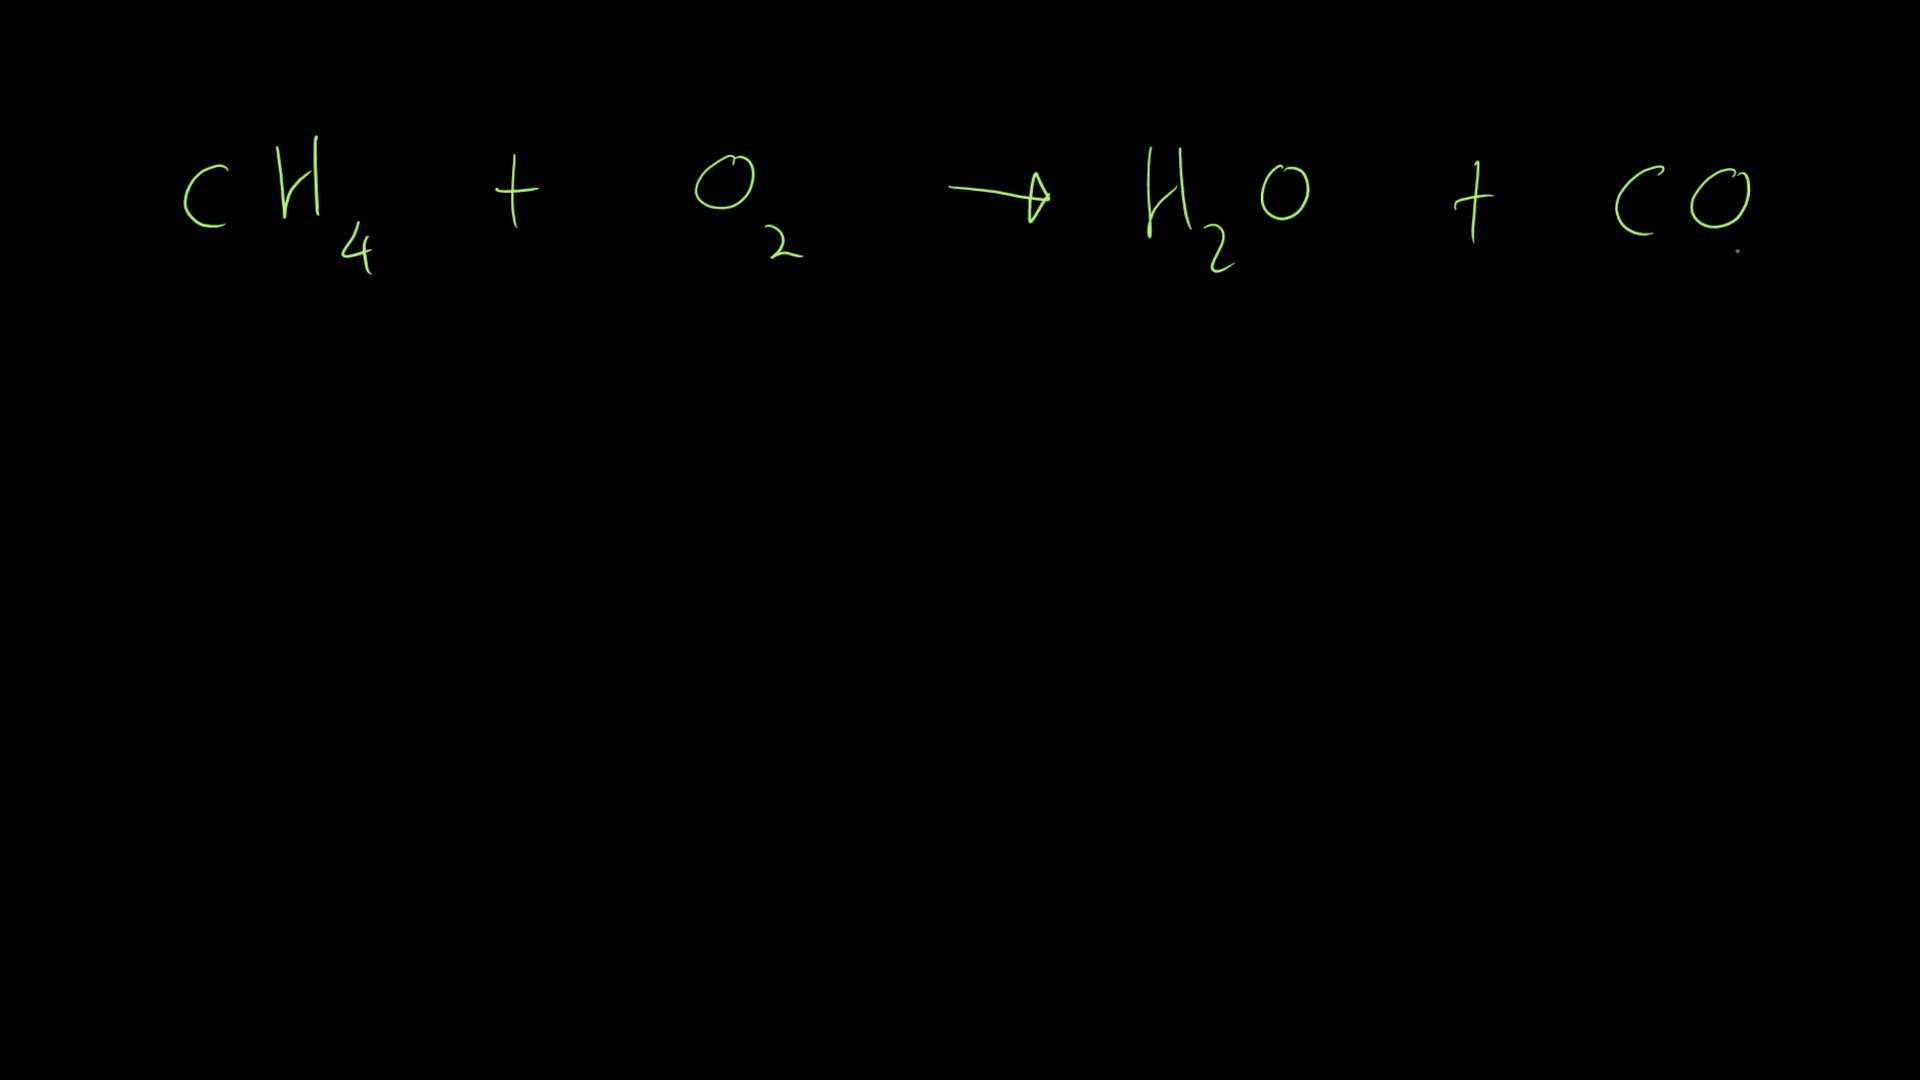 CH₄ + O₂ → H₂O + CO